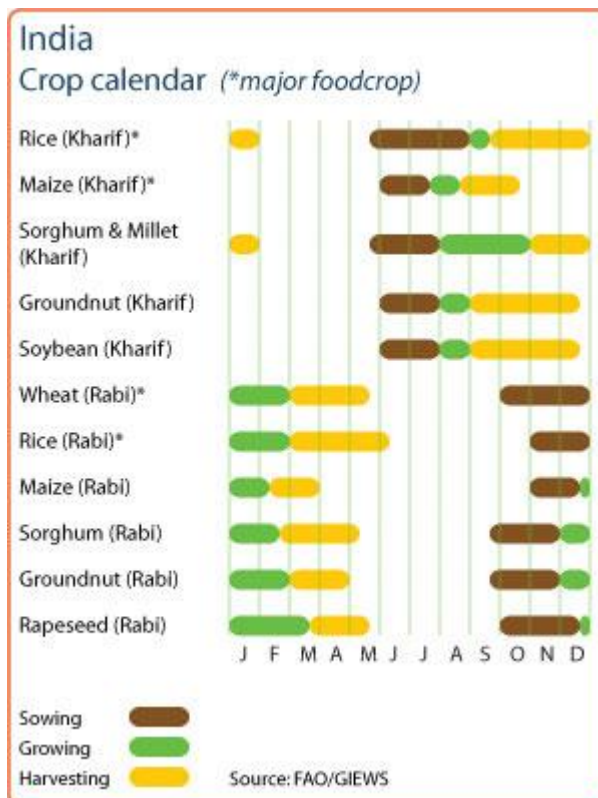 India
Crop calendar (*major foodcrop)
Rice (Kharif)*
Maize (Kharif)*
Sorghum & Millet
(Kharif)
Groundnut (Kharif)
Soybean (Kharif)
Wheat (Rabi)*
Rice (Rabi)*
Maize (Rabi)
Sorghum (Rabi)
Groundnut (Rabi)
Rapeseed (Rabi)
J F M A M J J A S O N D
Sowing
Growing
Harvesting Source: FAO/GIEWS